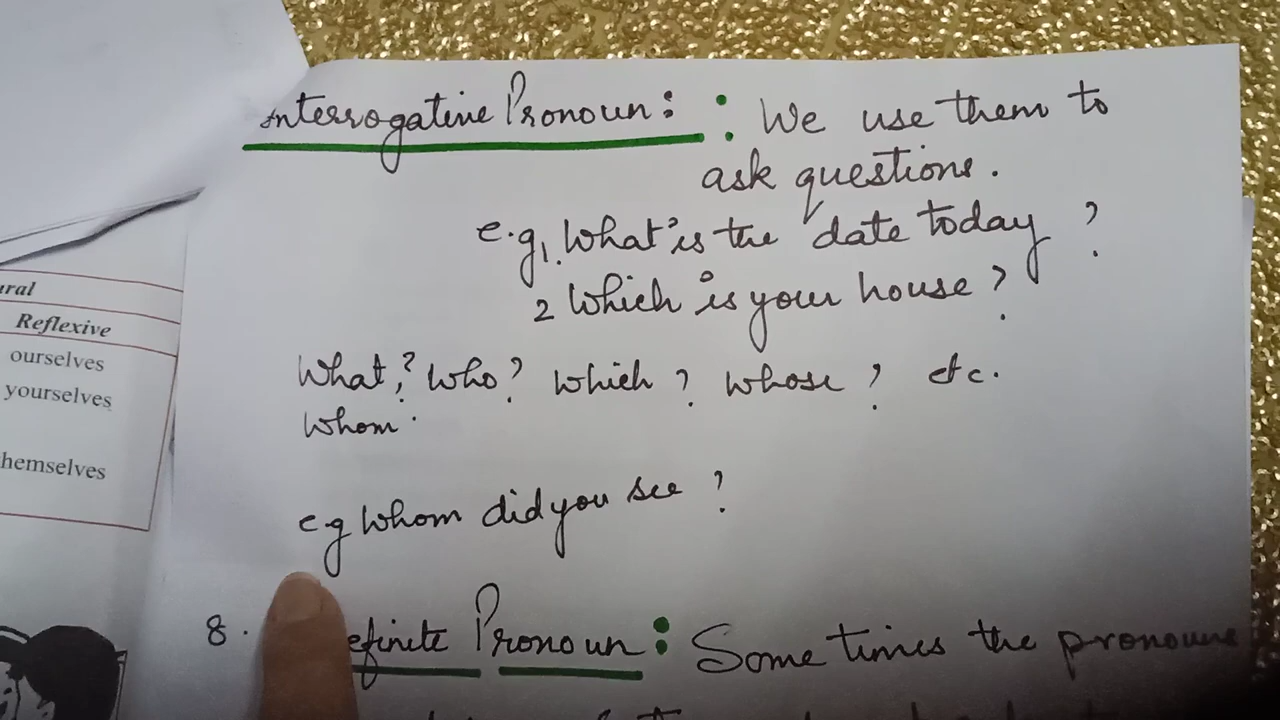 Interrogative Pronoun: : We use them to
ask questions.
e.g, 1. What's is the date today ?
2 Which is your house ?
What, ? Who ? Which ? Whose ? etc.
Whom.
e.g Whom did you see ?
8. efinite Pronoun : Some times the pronouns
ural
Reflexive
ourselves
yourselves
hemselves